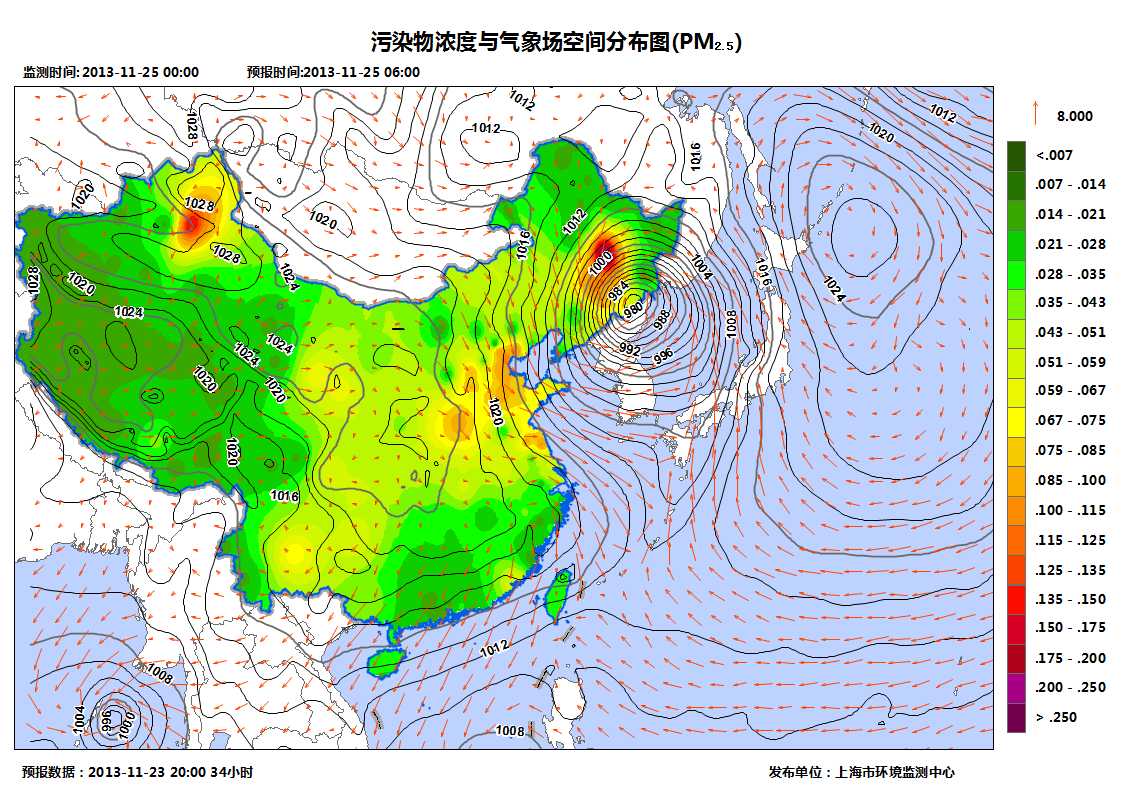 污染物浓度与气象场空间分布图(PM2.5)
监测时间:2013-11-25 00:00 预报时间:2013-11-25 06:00
1012
1012
1012
1020
8.000
1028
1016
<.007
.007 - .014
1020
1028
1020
1012
.014 - .021
1016
.021 - .028
1028
1000
1004
1016
.028 - .035
1028
1020
1024
984
1024
.035 - .043
1024
980
988
1008
.043 - .051
1024
1024
992
996
.051 - .059
1020
1020
.059 - .067
1020
.067 - .075
1020
.075 - .085
.085 - .100
1016
.100 - .115
.115 - .125
.125 - .135
.135 - .150
.150 - .175
1012
.175 - .200
1008
.200 - .250
1004
996
1000
1008
> .250
预报数据：2013-11-23 20:00 34小时
发布单位：上海市环境监测中心